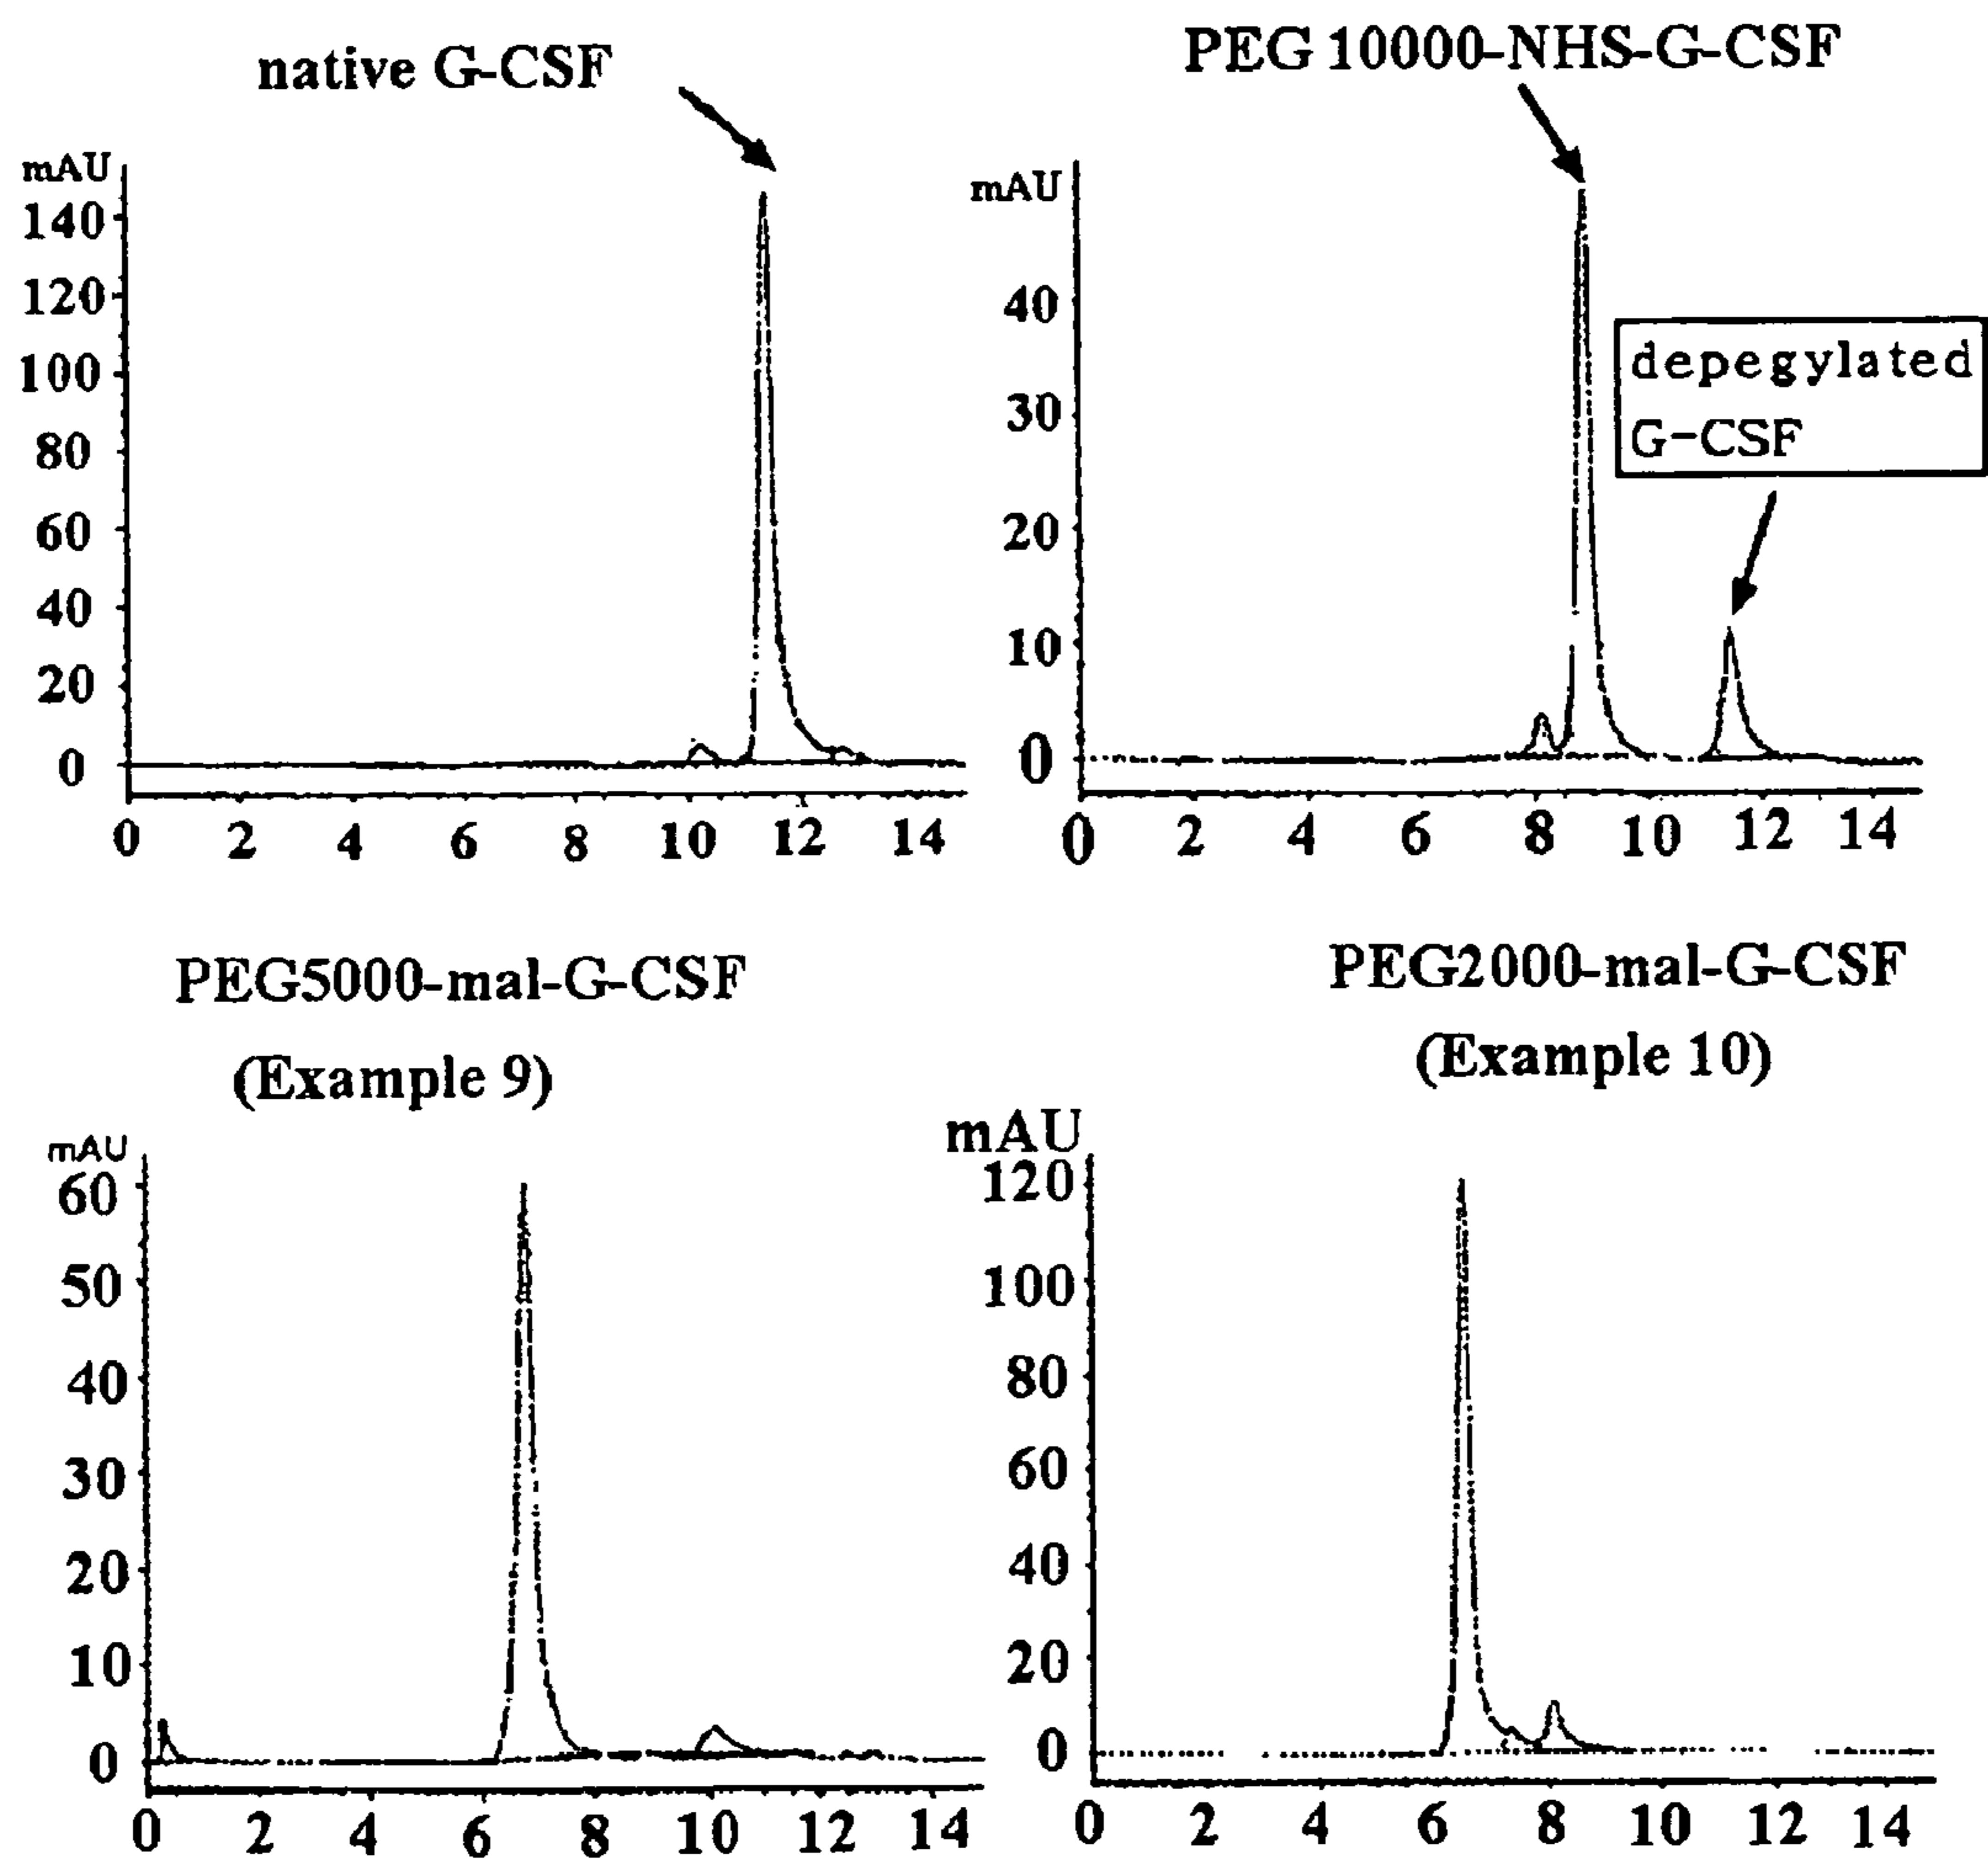 native G-CSF
PEG 10000-NHS-G-CSF
mAU
140
120
100
80
60
40
20
0
0 2 4 6 8 10 12 14
mAU
40
30
20
10
0
depegylated
G-CSF
0 2 4 6 8 10 12 14
PEG5000-mal-G-CSF
(Example 9)
mAU
60
50
40
30
20
10
0
0 2 4 6 8 10 12 14
PEG2000-mal-G-CSF
(Example 10)
mAU
120
100
80
60
40
20
0
0 2 4 6 8 10 12 14